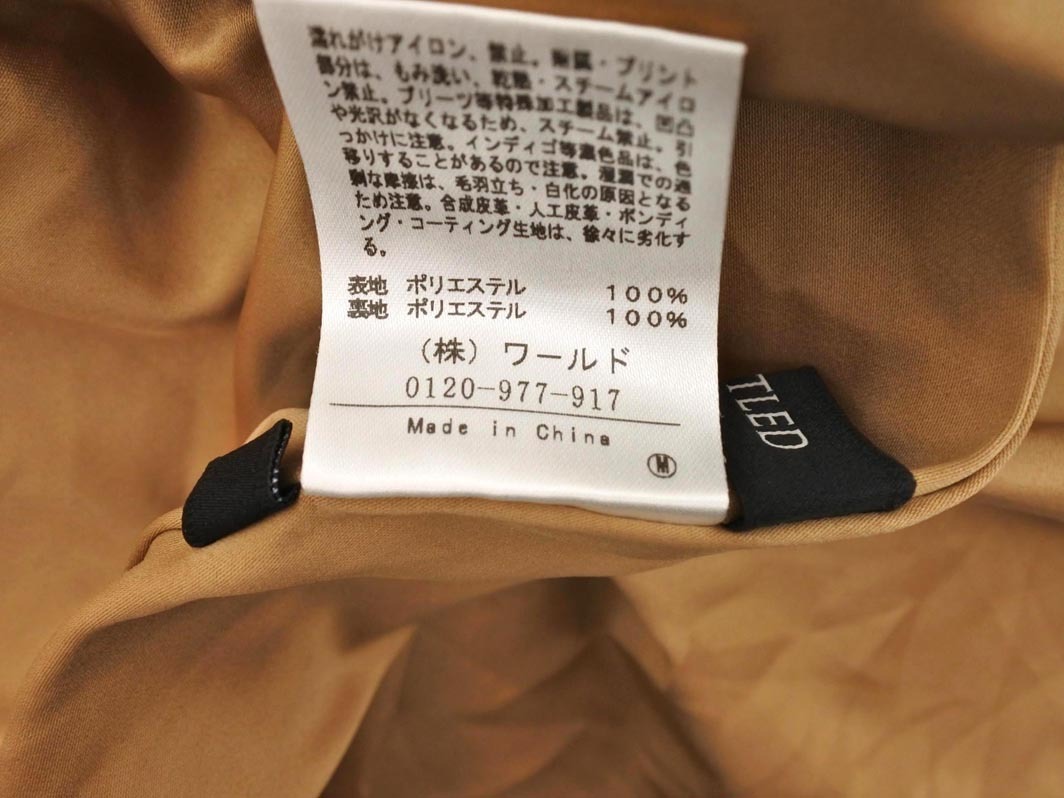 濡れがけアイロン、禁止。樹脂・プリント
部分は、もみ洗い、乾熱・スチームアイロ
ン禁止。プリーツ等特殊加工製品は、凹凸
や光沢がなくなるため、スチーム禁止。引
っかけに注意。インディゴ等濃色品は、色
移りすることがあるので注意。湿潤での過
剰な摩擦は、毛羽立ち・白化の原因となる
ため注意。合成皮革・人工皮革・ボンディ
ング・コーティング生地は、徐々に劣化す
る。
表地 ポリエステル 100%
裏地 ポリエステル 100%
(株) ワールド
0120-977-917
Made in China
M
TLED